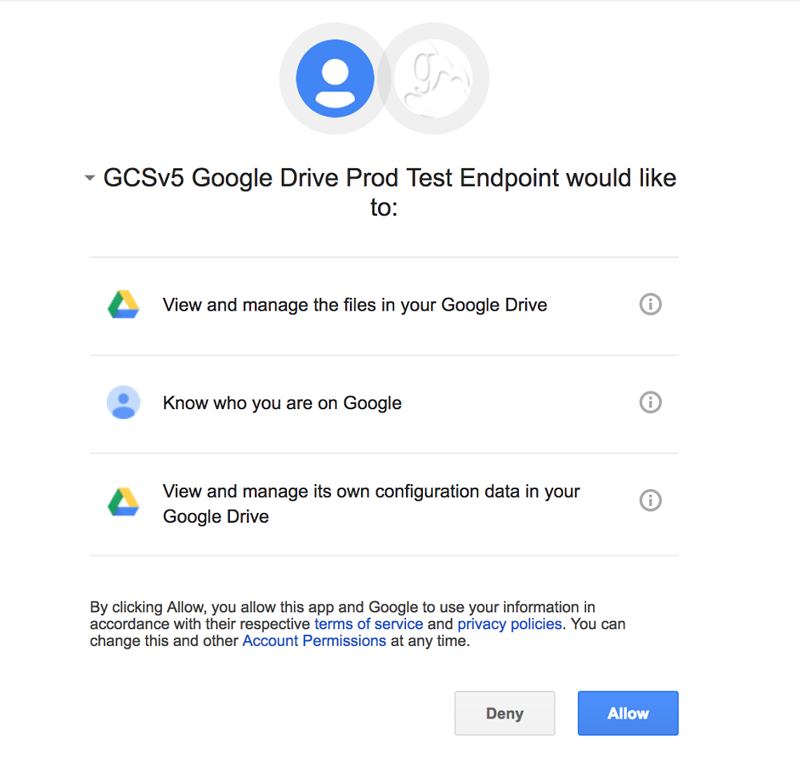 GCSv5 Google Drive Prod Test Endpoint would like
to:
View and manage the files in your Google Drive
Know who you are on Google
View and manage its own configuration data in your
Google Drive
By clicking Allow, you allow this app and Google to use your information in
accordance with their respective terms of service and privacy policies. You can
change this and other Account Permissions at any time.
Deny
Allow